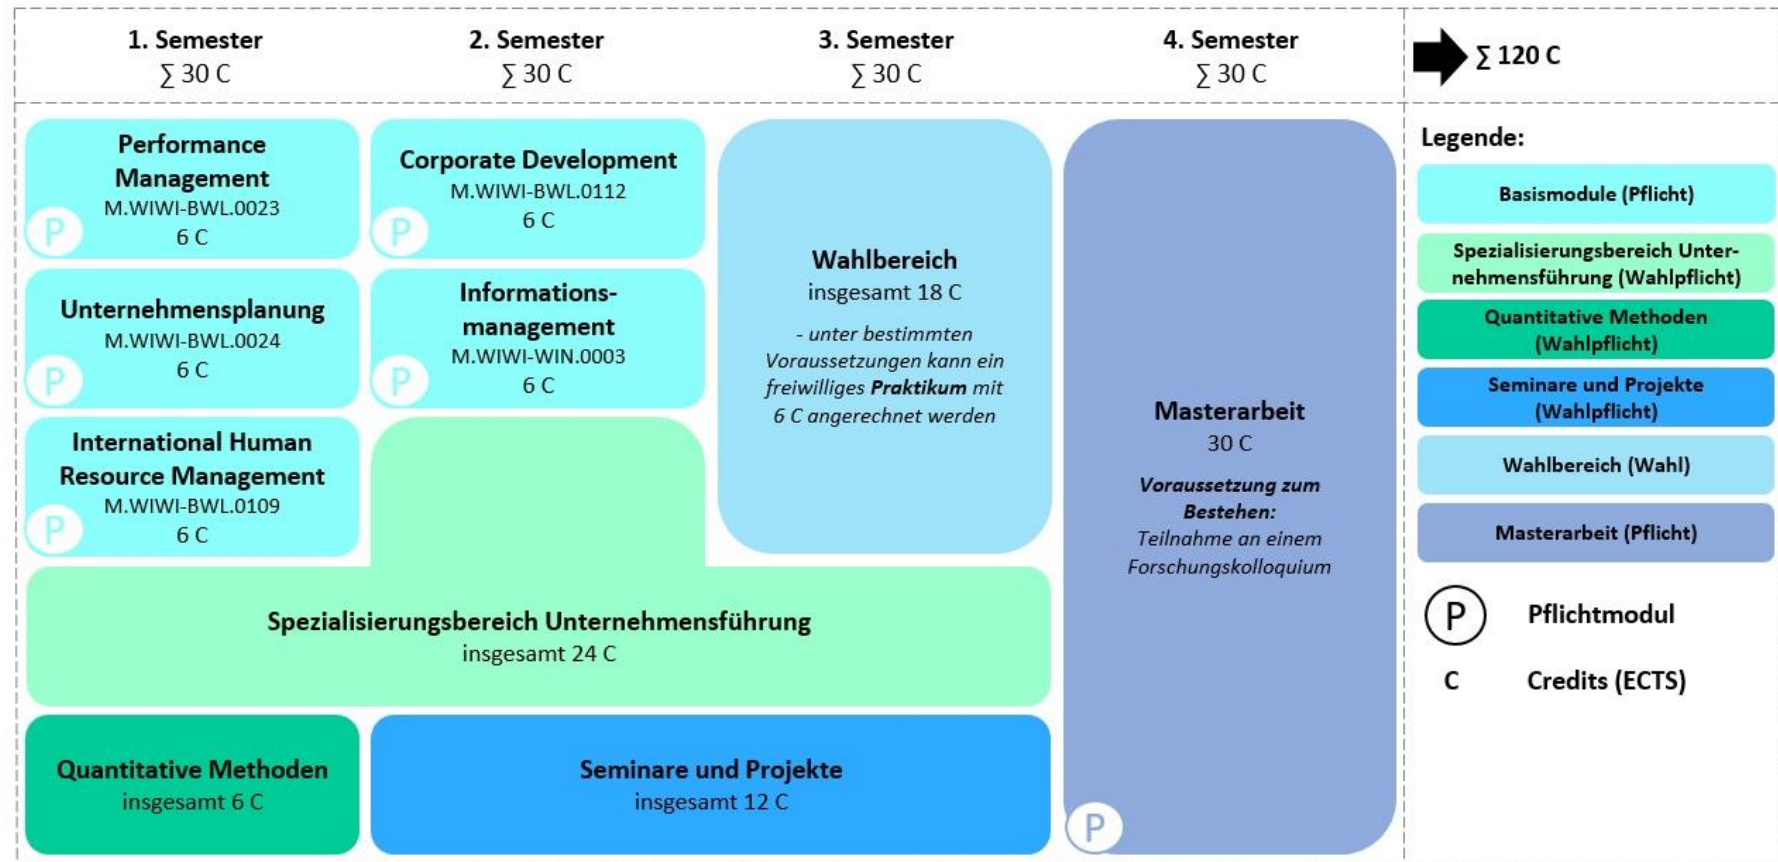 1. Semester
∑ 30 C
2. Semester
∑ 30 C
3. Semester
∑ 30 C
4. Semester
∑ 30 C
∑ 120 C
Performance
Management
M.WIWI-BWL.0023
6 C
P
Unternehmensplanung
M.WIWI-BWL.0024
6 C
P
International Human
Resource Management
M.WIWI-BWL.0109
6 C
P
Corporate Development
M.WIWI-BWL.0112
6 C
P
Informations-
management
M.WIWI-WIN.0003
6 C
P
Wahlbereich
insgesamt 18 C
- unter bestimmten
Voraussetzungen kann ein
freiwilliges Praktikum mit
6 C angerechnet werden
Masterarbeit
30 C
Voraussetzung zum
Bestehen:
Teilnahme an einem
Forschungskolloquium
P
Spezialisierungsbereich Unternehmensführung
insgesamt 24 C
Quantitative Methoden
insgesamt 6 C
Seminare und Projekte
insgesamt 12 C
Legende:
Basismodule (Pflicht)
Spezialisierungsbereich Unter-
nehmensführung (Wahlpflicht)
Quantitative Methoden
(Wahlpflicht)
Seminare und Projekte
(Wahlpflicht)
Wahlbereich (Wahl)
Masterarbeit (Pflicht)
P Pflichtmodul
C Credits (ECTS)